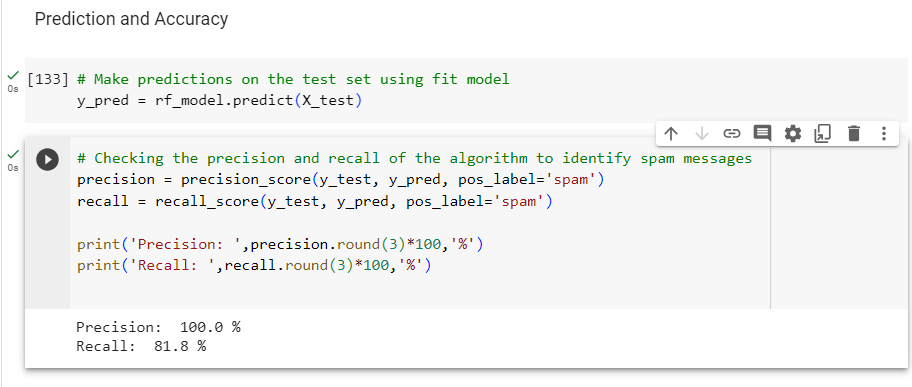 Prediction and Accuracy
[133] # Make predictions on the test set using fit model
0s
y_pred = rf_model.predict(X_test)
# Checking the precision and recall of the algorithm to identify spam messages
0s
precision = precision_score(y_test, y_pred, pos_label='spam')
recall = recall_score(y_test, y_pred, pos_label='spam')
print('Precision: ',precision.round(3)*100,'%')
print('Recall: ',recall.round(3)*100,'%')
Precision:  100.0 %
Recall:  81.8 %